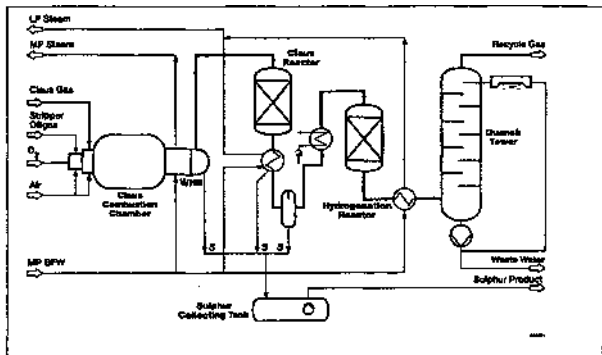 LP Steam
MP Steam
Claus Gas
Stripper
Offgas
O2
Air
Claus
Combustion
Chamber
WHB
Claus
Reactor
Hydrogenation
Reactor
Recycle Gas
Quench
Tower
S
S
S
MP BFW
Waste Water
Sulphur Product
Sulphur
Collecting Tank